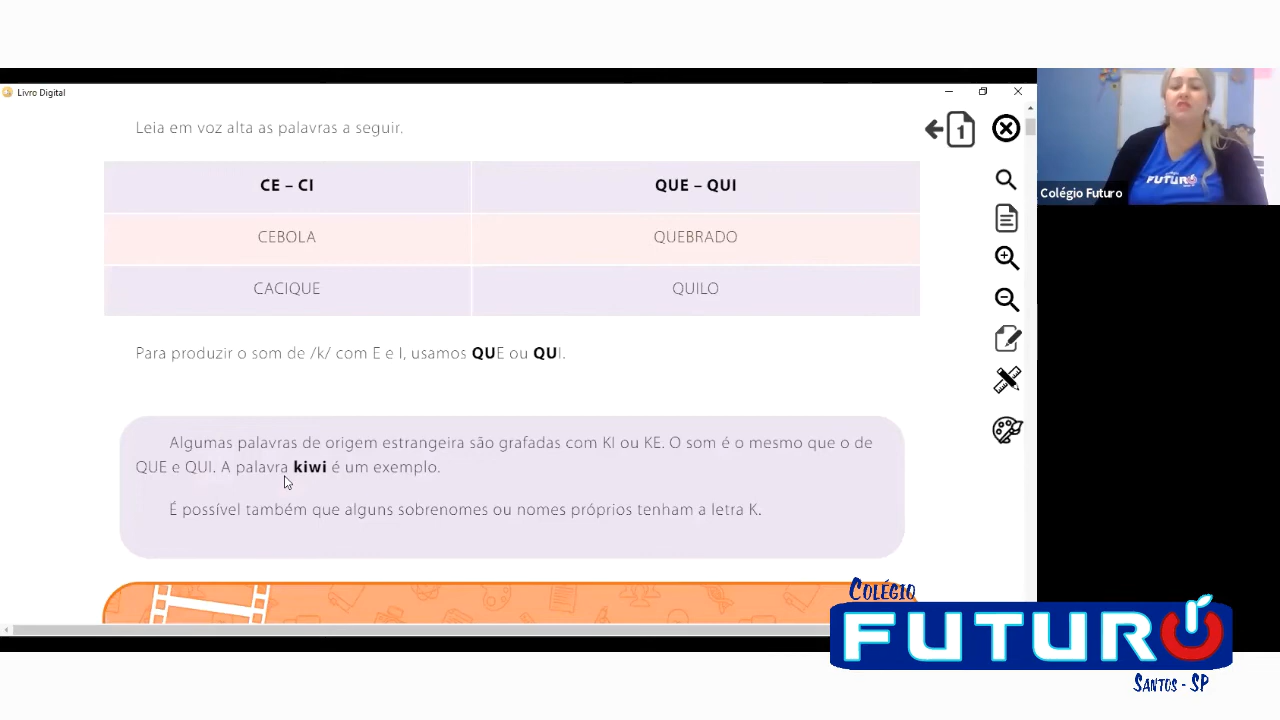 Livro Digital
Leia em voz alta as palavras a seguir.
1
CE – CI QUE – QUI
CEBOLA QUEBRADO
CACIQUE QUILO
Para produzir o som de /k/ com E e I, usamos QUE ou QUI.
Algumas palavras de origem estrangeira são grafadas com KI ou KE. O som é o mesmo que o de
QUE e QUI. A palavra kiwi é um exemplo.
É possível também que alguns sobrenomes ou nomes próprios tenham a letra K.
FUTURO
Colégio Futuro
COLÉGIO
FUTURO
SANTOS - SP